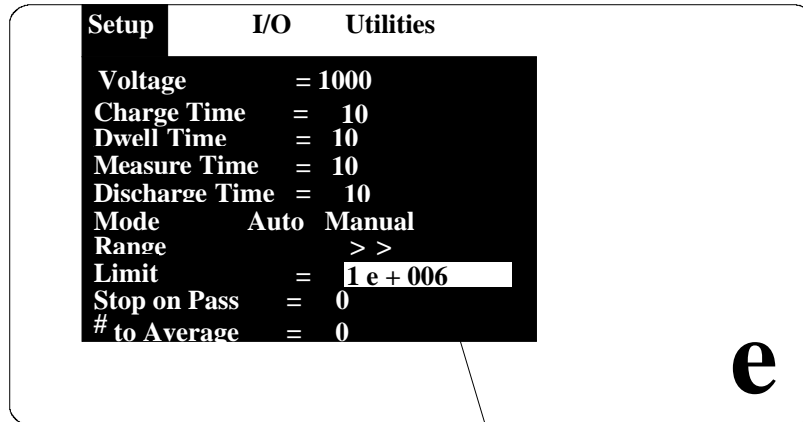 Setup I/O Utilities
Voltage = 1000
Charge Time = 10
Dwell Time = 10
Measure Time = 10
Discharge Time = 10
Mode Auto Manual
Range > >
Limit = 1 e + 006
Stop on Pass = 0
# to Average = 0
e